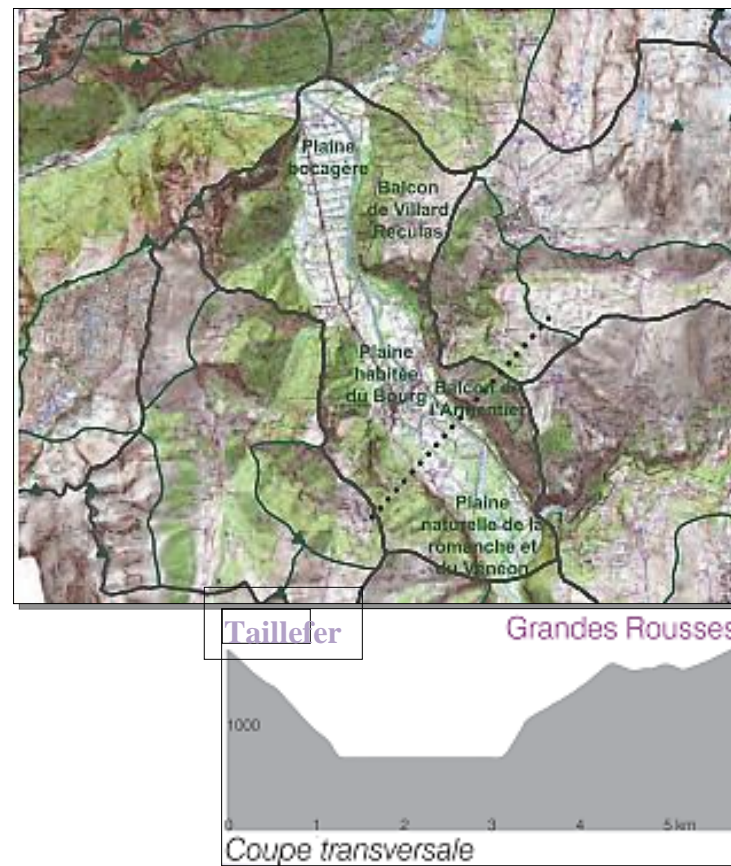 Plaine
bocagère
Balcon
de Villard
Reculas
Plaine
habitée
du Bourg
Balcon de
l'Argentier
Plaine
naturelle de la
romanche et
du Vénéon
Taillefer
Grandes Rousses
1000
0 1 2 3 4 5 km
Coupe transversale